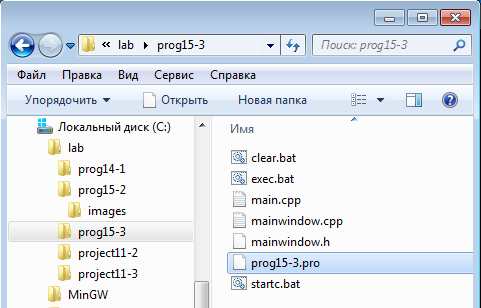 « lab prog15-3
Поиск: prog15-3
Файл Правка Вид Сервис Справка
Упорядочить Открыть Новая папка
Локальный диск (C:)
lab
prog14-1
prog15-2
images
prog15-3
project11-2
project11-3
MinGW
Имя
clear.bat
exec.bat
main.cpp
mainwindow.cpp
mainwindow.h
prog15-3.pro
startc.bat